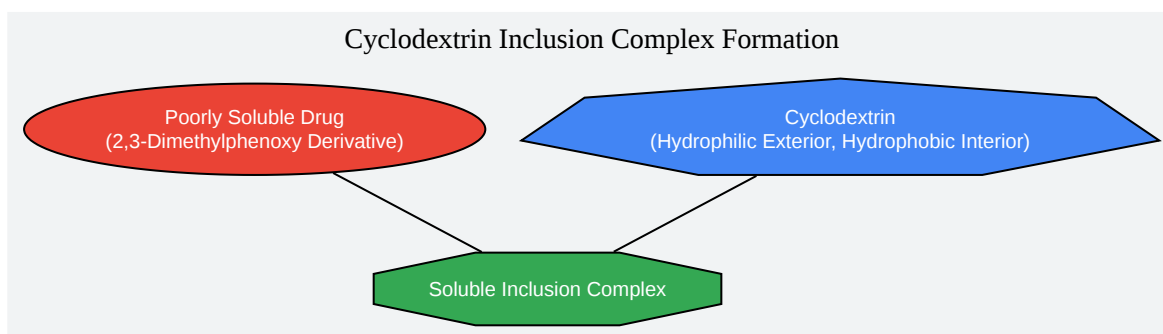 Cyclodextrin Inclusion Complex Formation
Poorly Soluble Drug
(2,3-Dimethylphenoxy Derivative)
Cyclodextrin
(Hydrophilic Exterior, Hydrophobic Interior)
Soluble Inclusion Complex